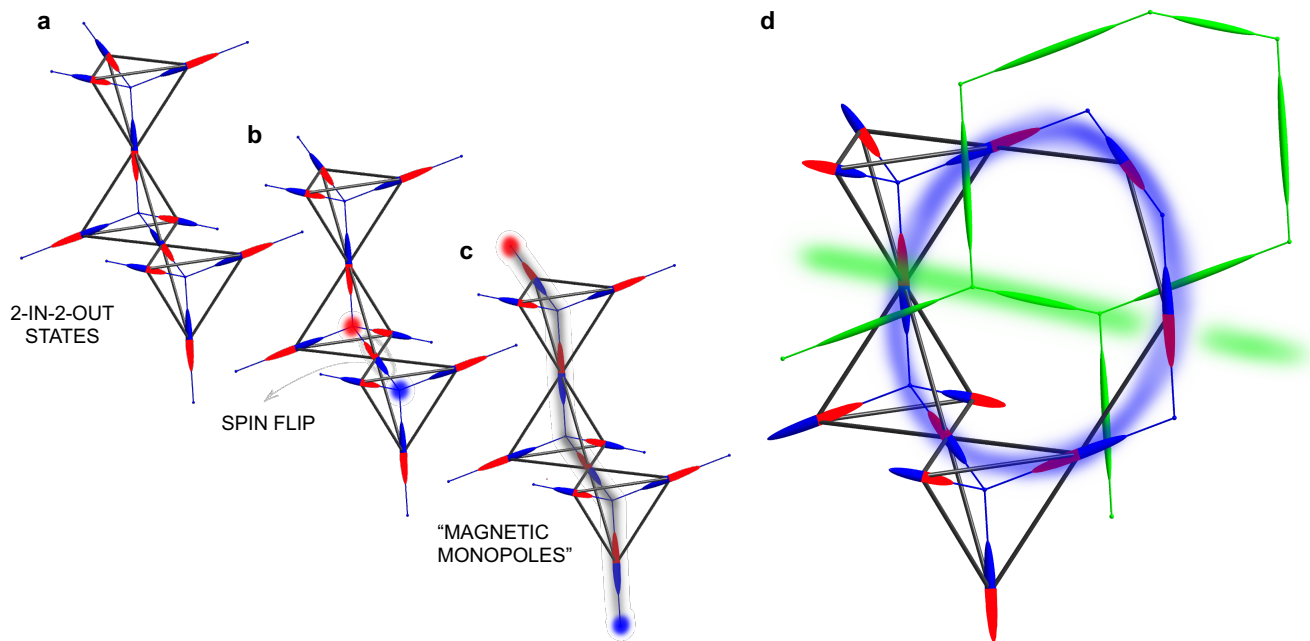 a
b
c
d
2-IN-2-OUT
STATES
SPIN FLIP
"MAGNETIC
MONOPOLES"